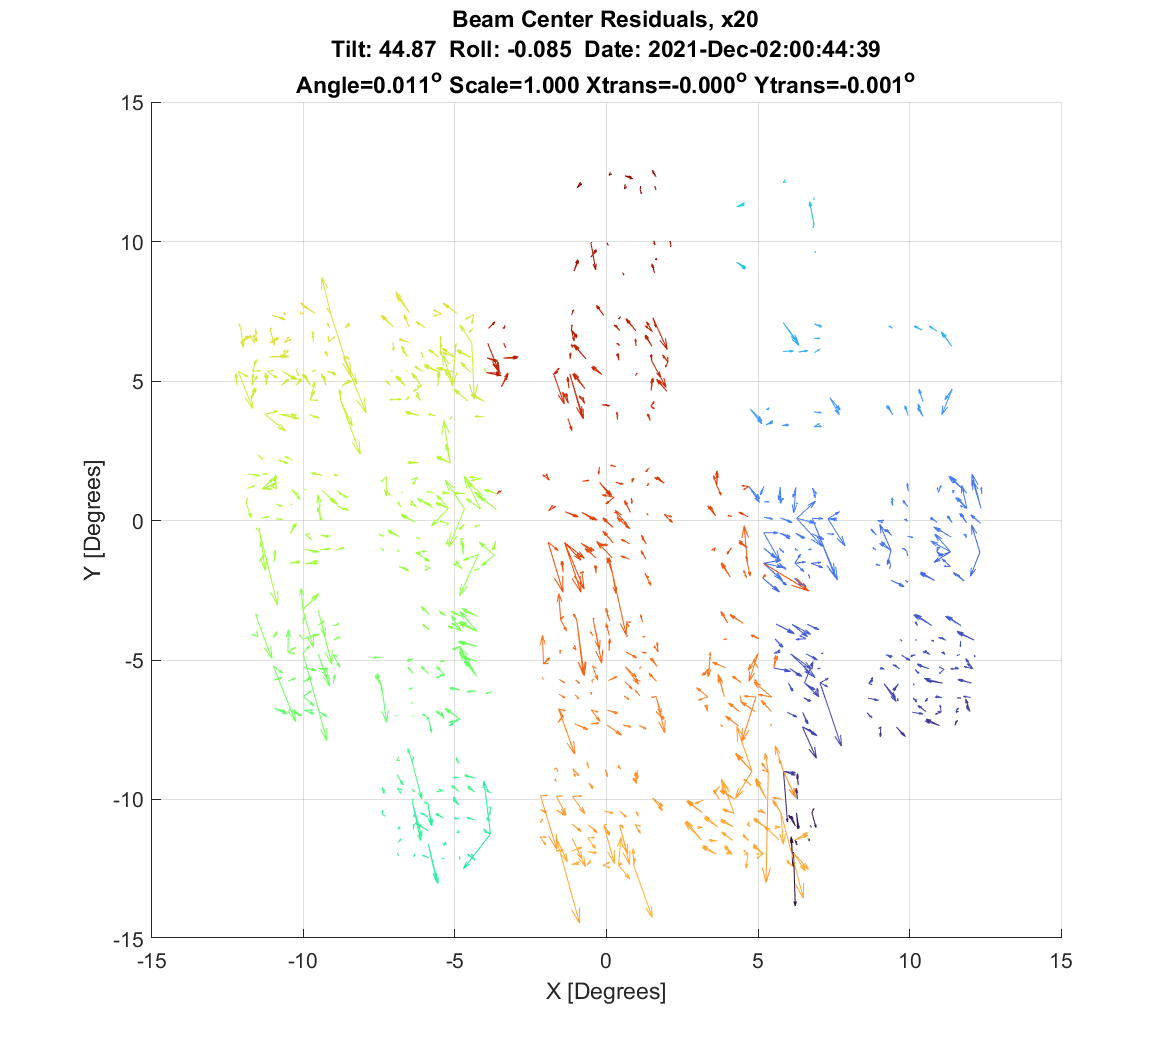 Beam Center Residuals, x20
Tilt: 44.87 Roll: -0.085 Date: 2021-Dec-02:00:44:39
Angle=0.011° Scale=1.000 Xtrans=-0.000° Ytrans=-0.001°
15
10
5
0
-5
-10
-15
Y [Degrees]
-15 -10 -5 0 5 10 15
X [Degrees]